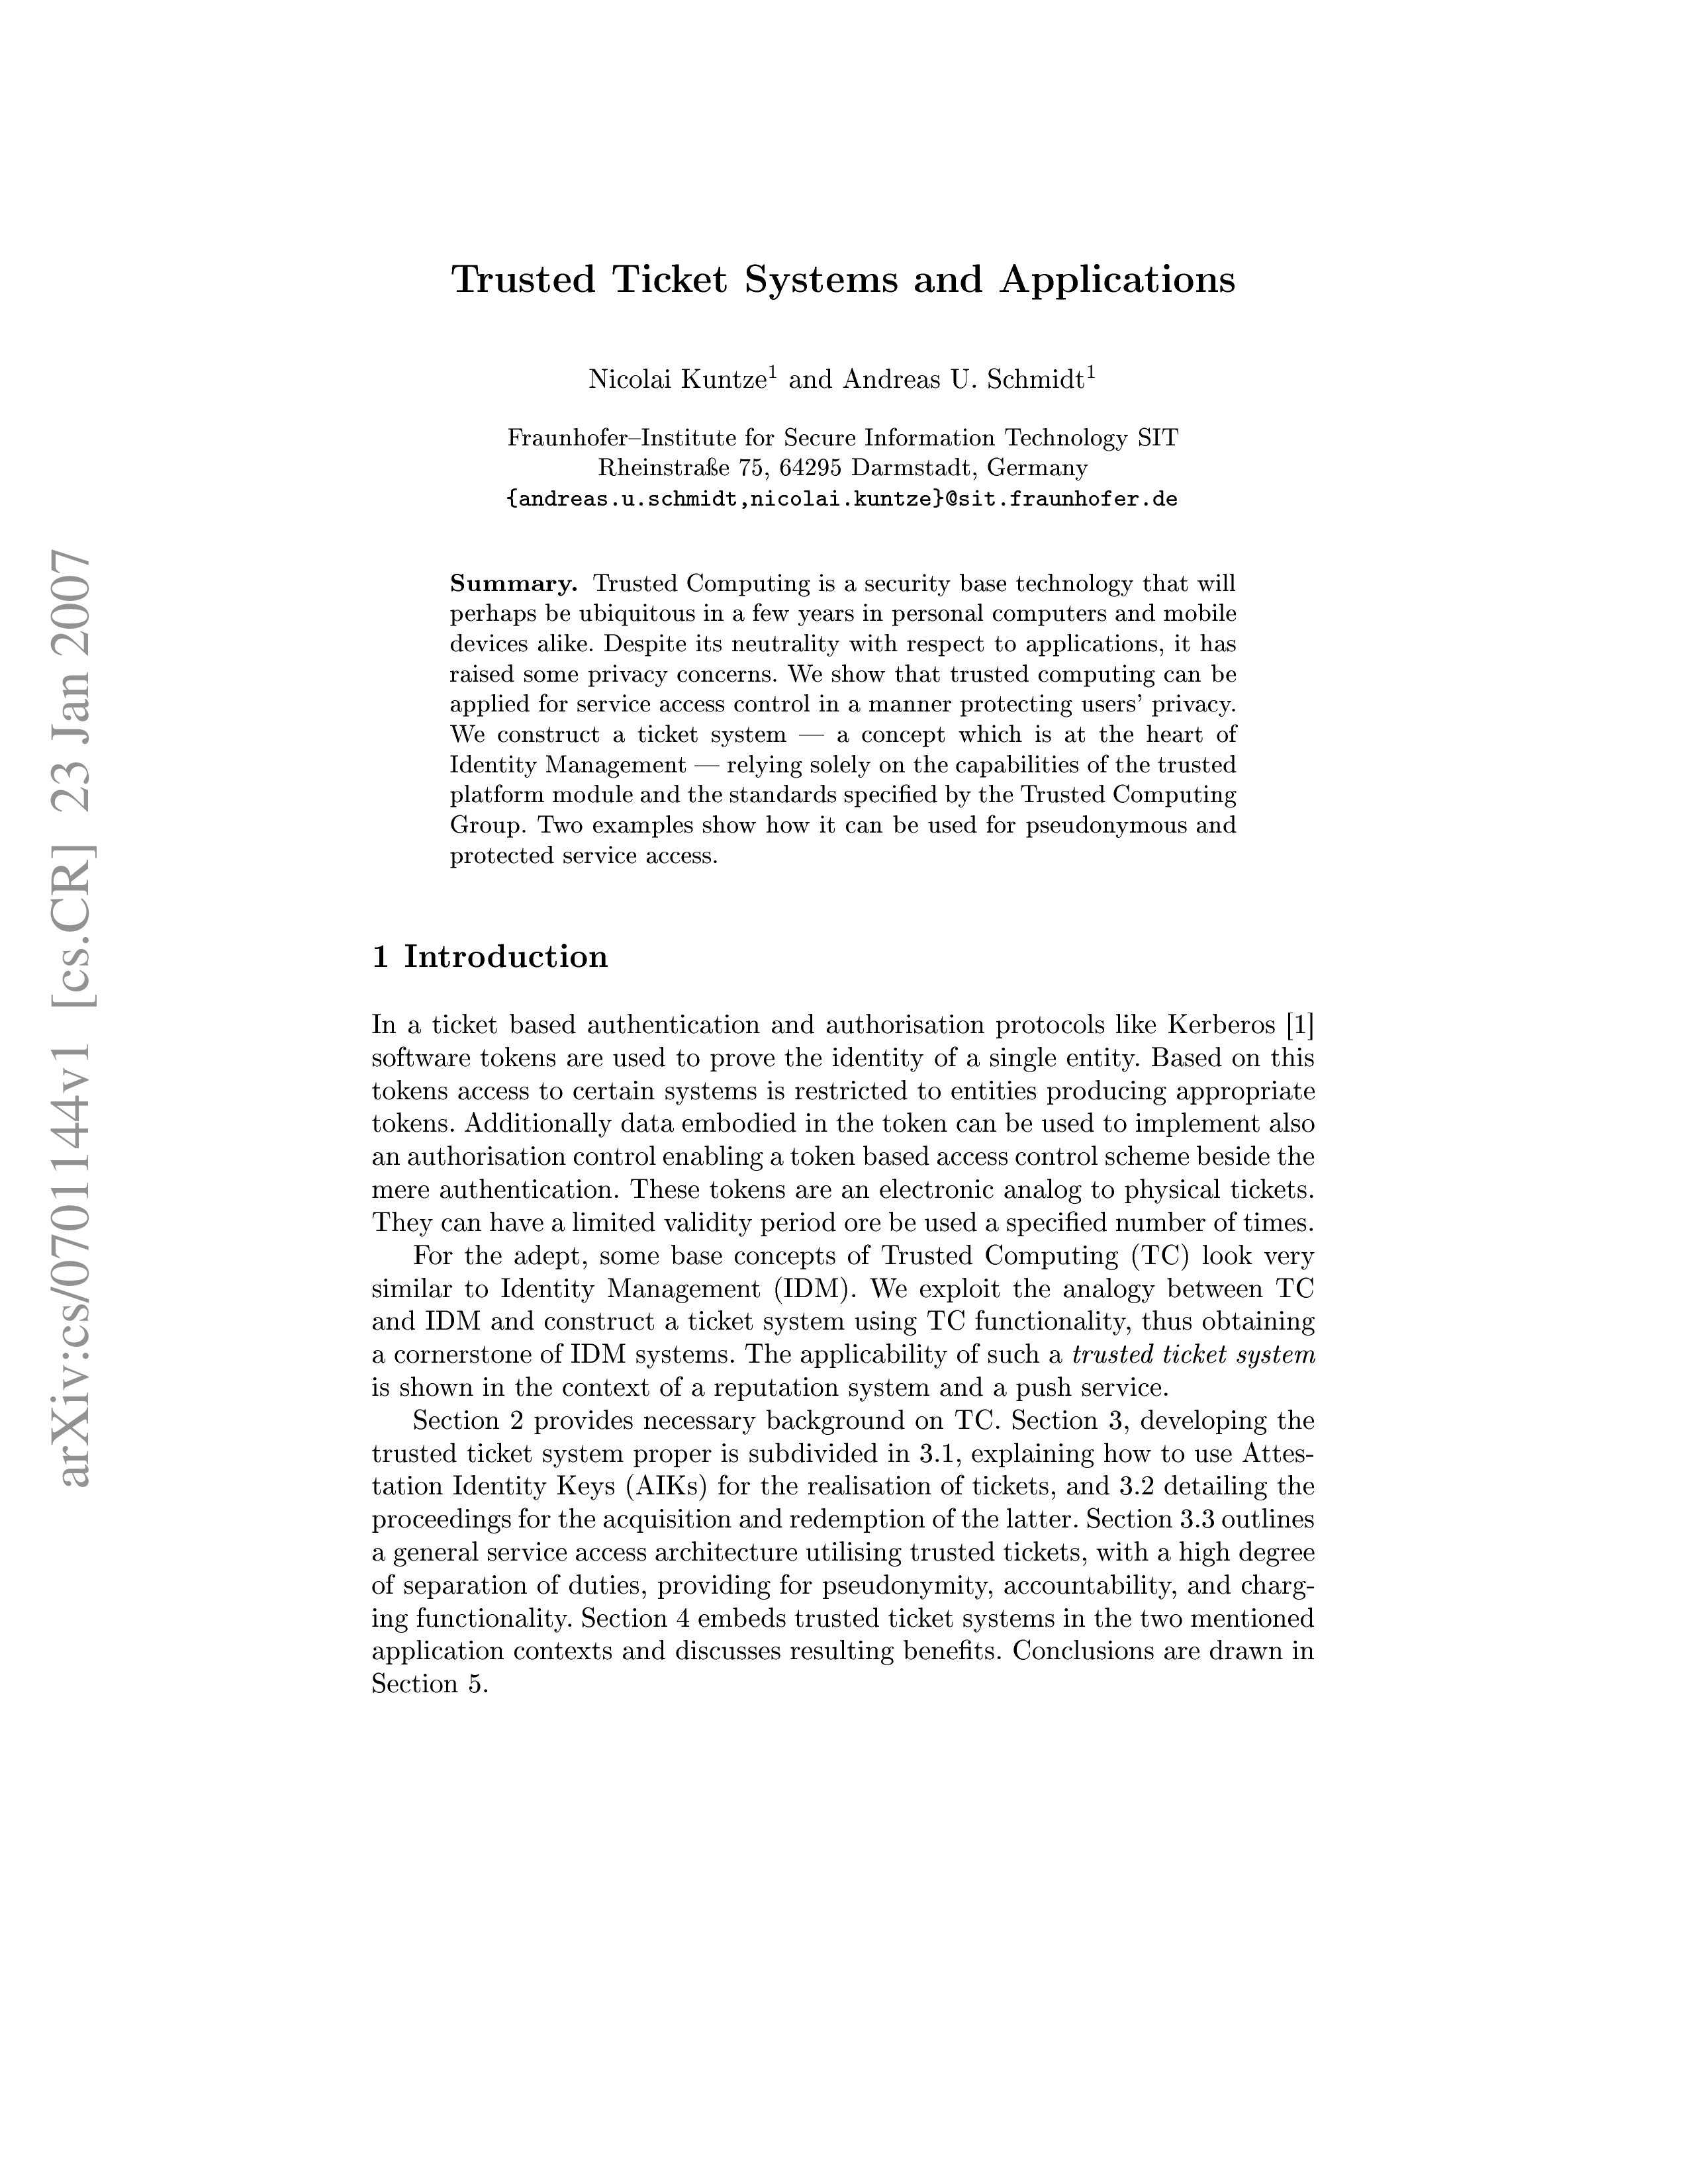 Trusted Ticket Systems and Applications
Nicolai Kuntze1 and Andreas U. Schmidt1
Fraunhofer–Institute for Secure Information Technology SIT
Rheinstraße 75, 64295 Darmstadt, Germany
{andreas.u.schmidt,nicolai.kuntze}@sit.fraunhofer.de
Summary. Trusted Computing is a security base technology that will
perhaps be ubiquitous in a few years in personal computers and mobile
devices alike. Despite its neutrality with respect to applications, it has
raised some privacy concerns. We show that trusted computing can be
applied for service access control in a manner protecting users' privacy.
We construct a ticket system — a concept which is at the heart of
Identity Management — relying solely on the capabilities of the trusted
platform module and the standards specified by the Trusted Computing
Group. Two examples show how it can be used for pseudonymous and
protected service access.
1 Introduction
In a ticket based authentication and authorisation protocols like Kerberos [1]
software tokens are used to prove the identity of a single entity. Based on this
tokens access to certain systems is restricted to entities producing appropriate
tokens. Additionally data embodied in the token can be used to implement also
an authorisation control enabling a token based access control scheme beside the
mere authentication. These tokens are an electronic analog to physical tickets.
They can have a limited validity period ore be used a specified number of times.
For the adept, some base concepts of Trusted Computing (TC) look very
similar to Identity Management (IDM). We exploit the analogy between TC
and IDM and construct a ticket system using TC functionality, thus obtaining
a cornerstone of IDM systems. The applicability of such a trusted ticket system
is shown in the context of a reputation system and a push service.
Section 2 provides necessary background on TC. Section 3, developing the
trusted ticket system proper is subdivided in 3.1, explaining how to use Attes-
tation Identity Keys (AIKs) for the realisation of tickets, and 3.2 detailing the
proceedings for the acquisition and redemption of the latter. Section 3.3 outlines
a general service access architecture utilising trusted tickets, with a high degree
of separation of duties, providing for pseudonymity, accountability, and charg-
ing functionality. Section 4 embeds trusted ticket systems in the two mentioned
application contexts and discusses resulting benefits. Conclusions are drawn in
Section 5.
arXiv:cs/0701144v1 [cs.CR] 23 Jan 2007